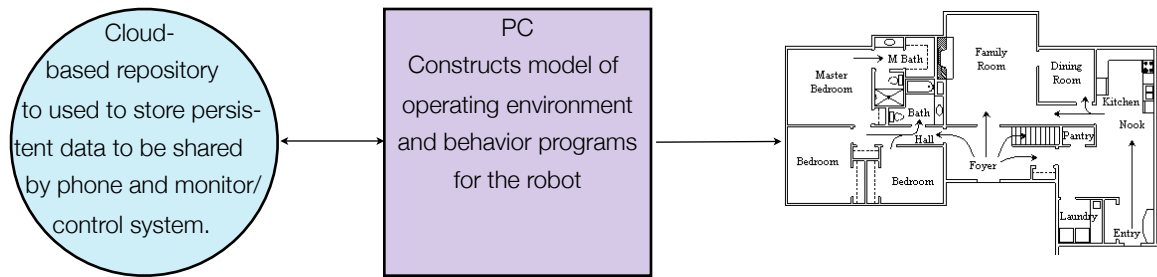 Cloud-
based repository
to used to store persis-
tent data to be shared
by phone and monitor/
control system.
PC
Constructs model of
operating environment
and behavior programs
for the robot
M Bath
Family
Room
Master
Bedroom
Dining
Room
Kitchen
Bath
Nook
Hall
Pantry
Bedroom
Foyer
Bedroom
Laundry
Entry